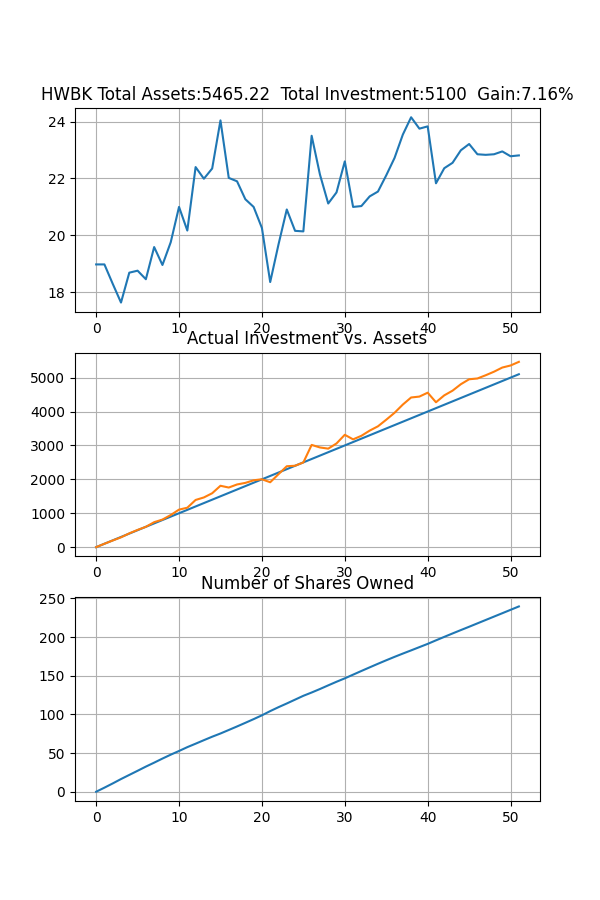 HWBK Total Assets:5465.22  Total Investment:5100  Gain:7.16%
24
22
20
18
0 10 20 30 40 50
Actual Investment vs. Assets
5000
4000
3000
2000
1000
0
0 10 20 30 40 50
Number of Shares Owned
250
200
150
100
50
0
0 10 20 30 40 50